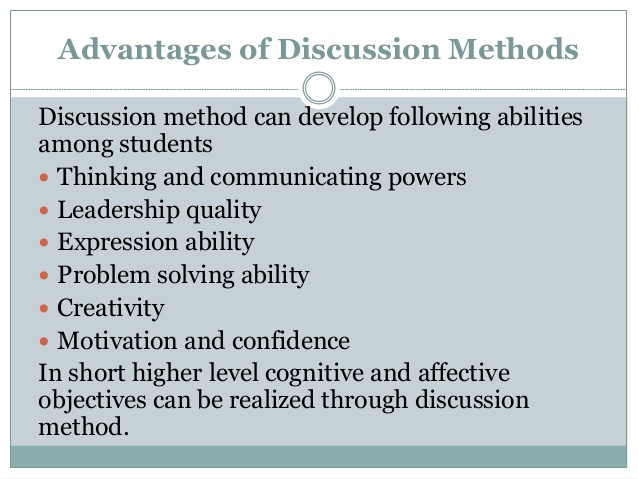 Advantages of Discussion Methods
Discussion method can develop following abilities
among students
• Thinking and communicating powers
• Leadership quality
• Expression ability
• Problem solving ability
• Creativity
• Motivation and confidence
In short higher level cognitive and affective
objectives can be realized through discussion
method.